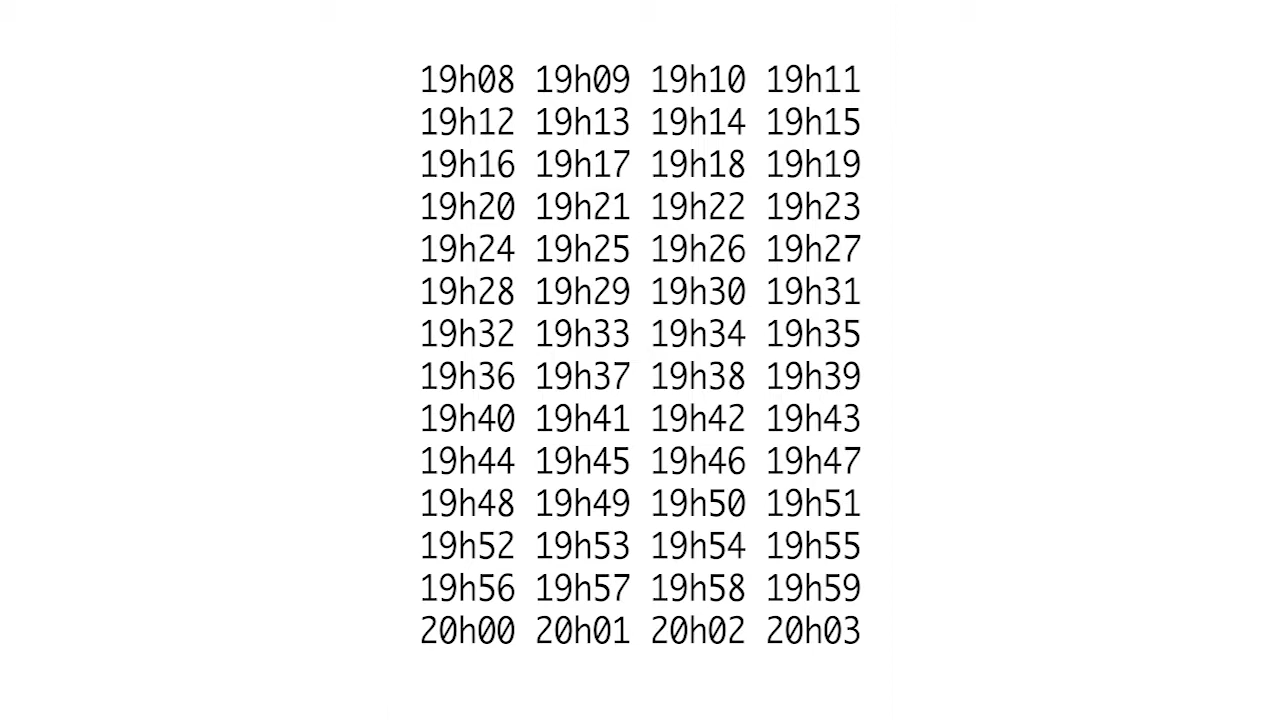 19h08 19h09 19h10 19h11
19h12 19h13 19h14 19h15
19h16 19h17 19h18 19h19
19h20 19h21 19h22 19h23
19h24 19h25 19h26 19h27
19h28 19h29 19h30 19h31
19h32 19h33 19h34 19h35
19h36 19h37 19h38 19h39
19h40 19h41 19h42 19h43
19h44 19h45 19h46 19h47
19h48 19h49 19h50 19h51
19h52 19h53 19h54 19h55
19h56 19h57 19h58 19h59
20h00 20h01 20h02 20h03